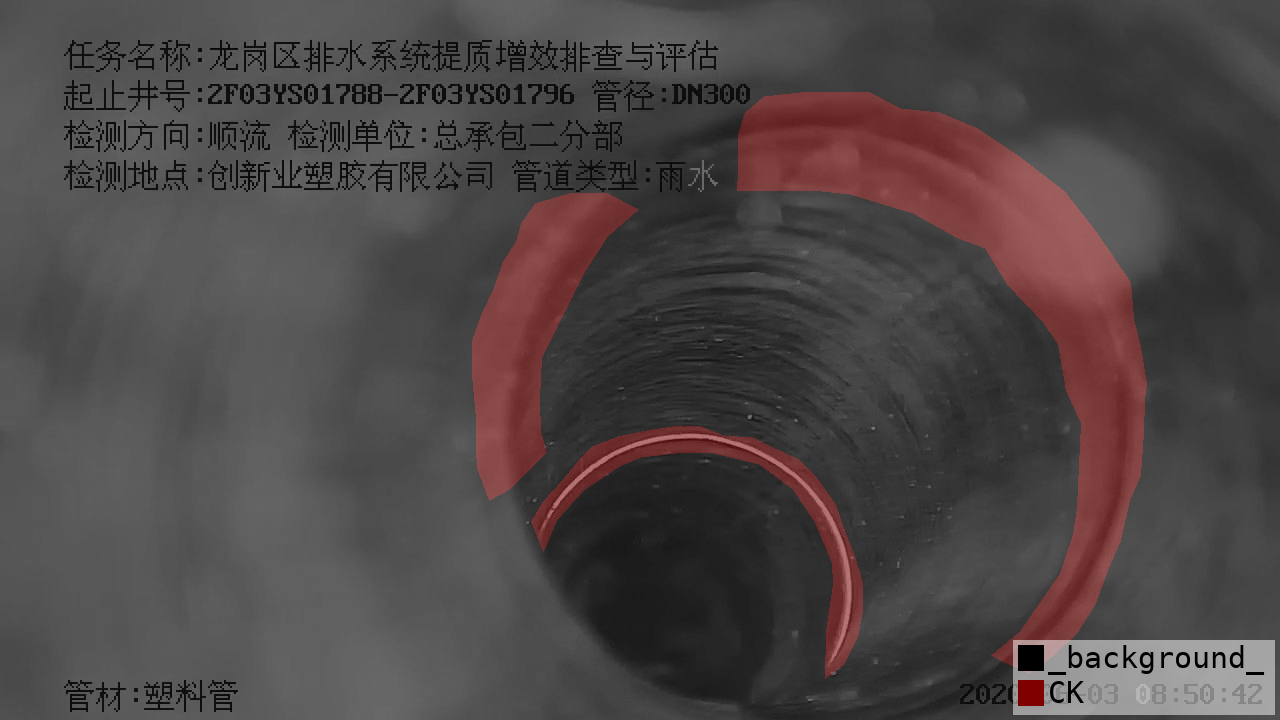 任务名称:龙岗区排水系统提质增效排查与评估
起止井号:ZF03YS01788-ZF03YS01796 管径:DN300
检测方向:顺流 检测单位:总承包二分部
检测地点:创新业塑胶有限公司 管道类型:雨水
_background_
CK
管材:塑料管 08:50:42